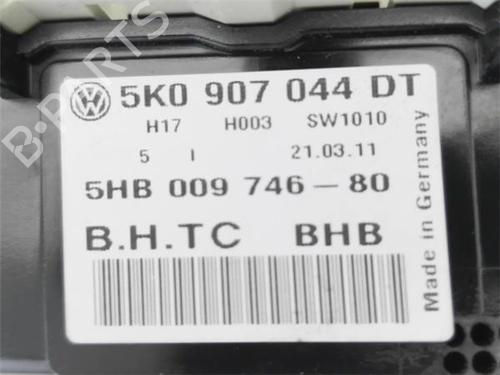 5K0 907 044 DT
H17 H003 SW1010
5 I 21.03.11
5HB 009 746-80
B.H.TC BHB
Made in Germany